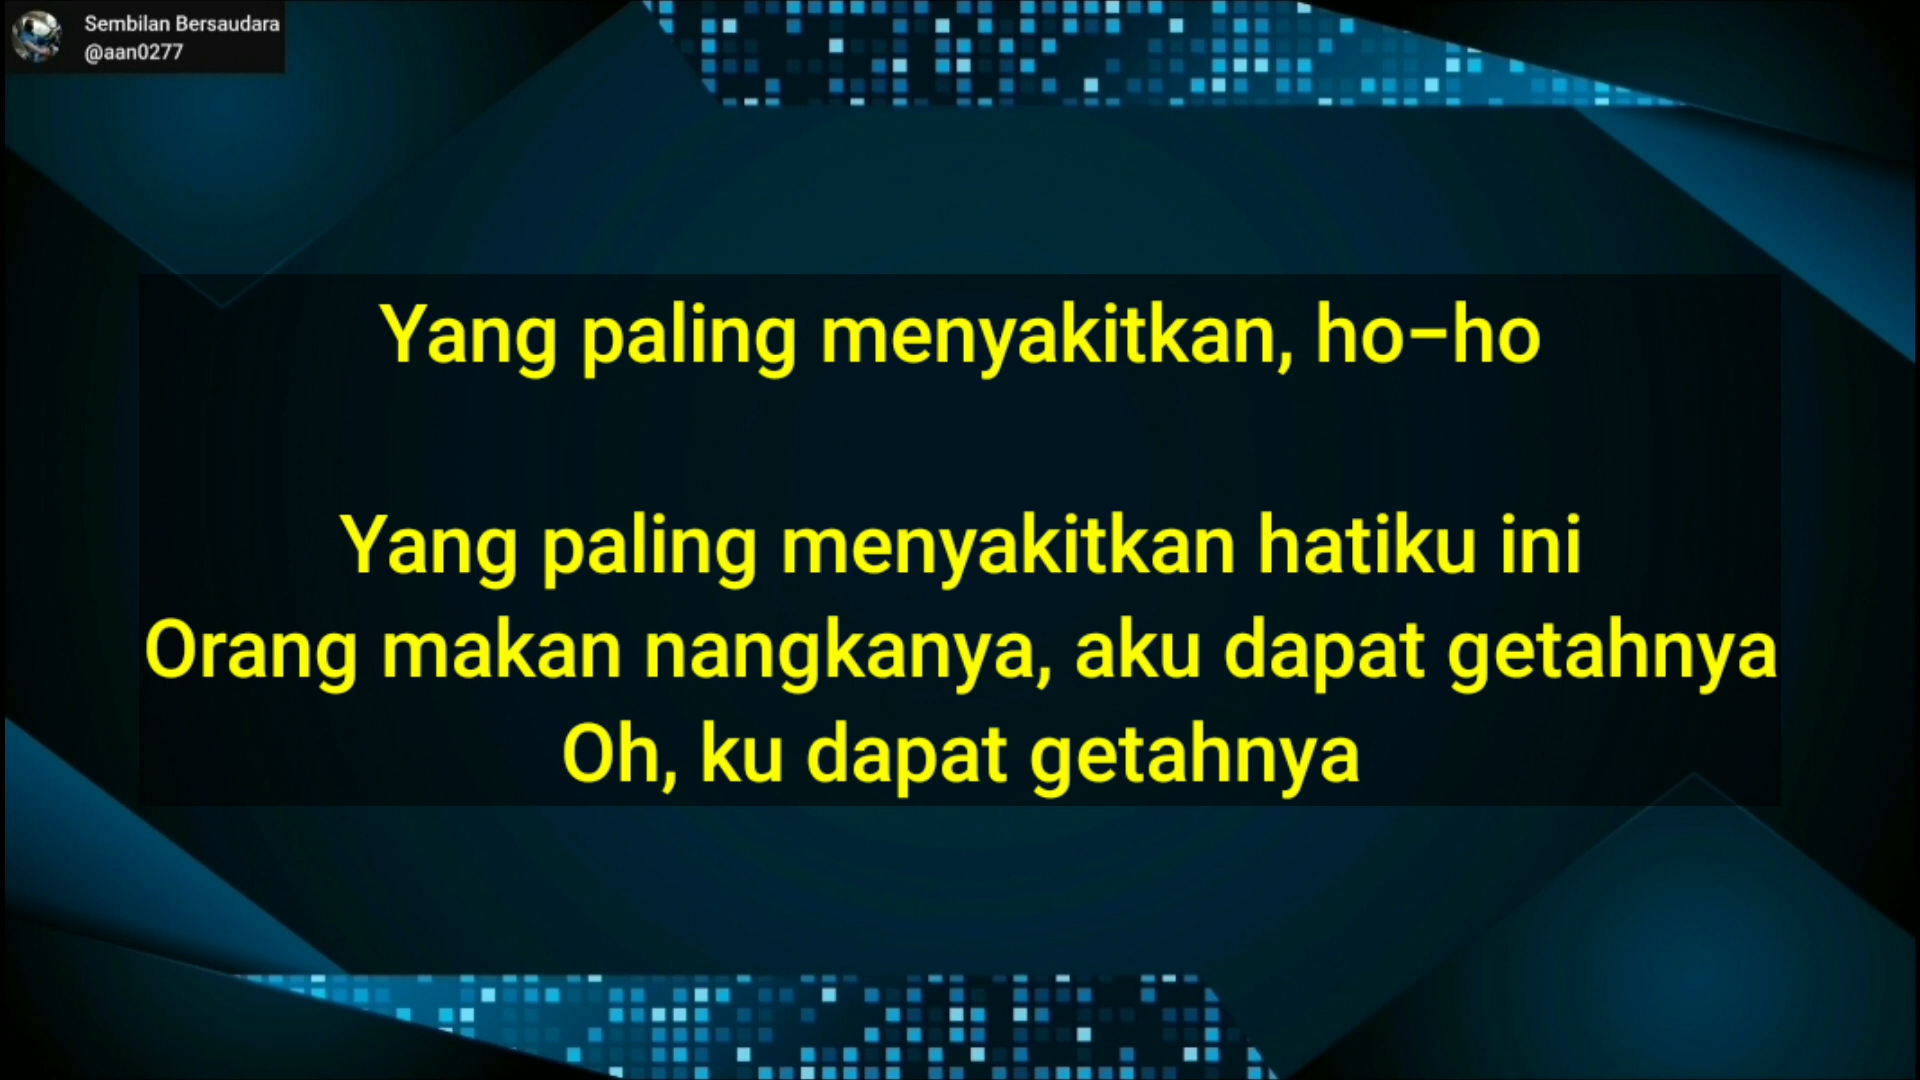 Sembilan Bersaudara
@aan0277
Yang paling menyakitkan, ho–ho
Yang paling menyakitkan hatiku ini
Orang makan nangkanya, aku dapat getahnya
Oh, ku dapat getahnya